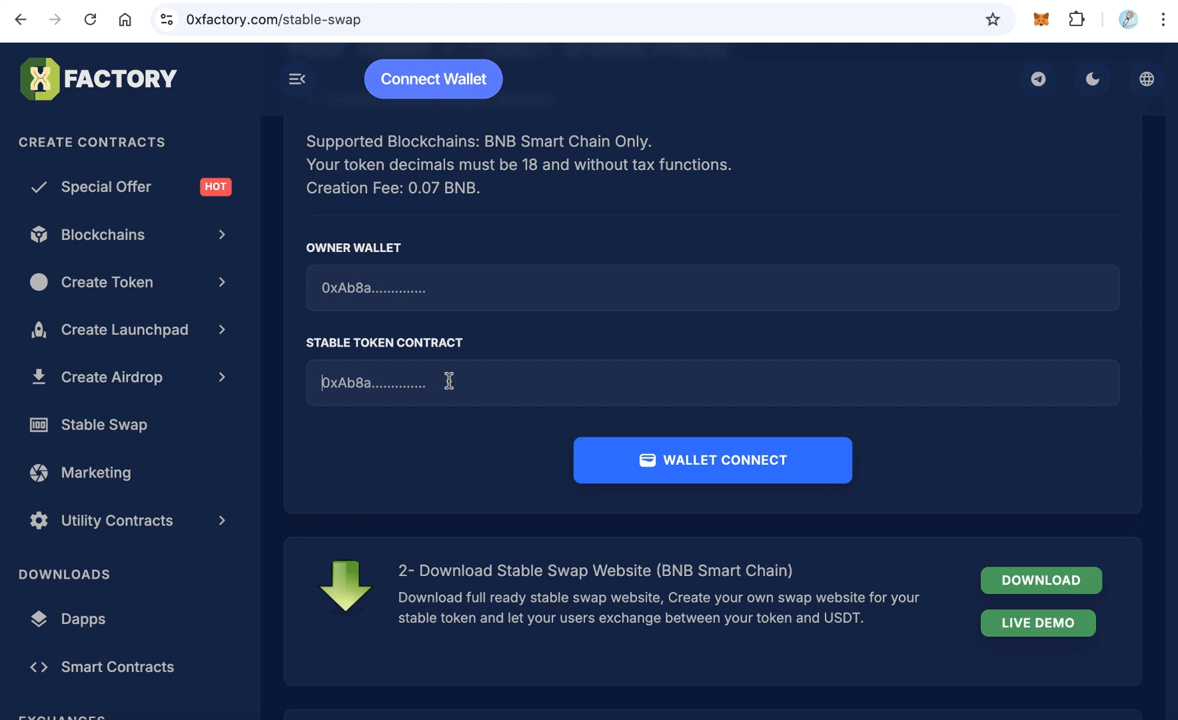 0xfactory.com/stable-swap
FACTORY
Connect Wallet
CREATE CONTRACTS
Special Offer
HOT
Blockchains
Create Token
Create Launchpad
Create Airdrop
Stable Swap
Marketing
Utility Contracts
DOWNLOADS
Dapps
Smart Contracts
EXCHANGES
Supported Blockchains: BNB Smart Chain Only.
Your token decimals must be 18 and without tax functions.
Creation Fee: 0.07 BNB.
OWNER WALLET
0xAb8a..............
STABLE TOKEN CONTRACT
0xAb8a..............
WALLET CONNECT
2- Download Stable Swap Website (BNB Smart Chain)
Download full ready stable swap website, Create your own swap website for your
stable token and let your users exchange between your token and USDT.
DOWNLOAD
LIVE DEMO